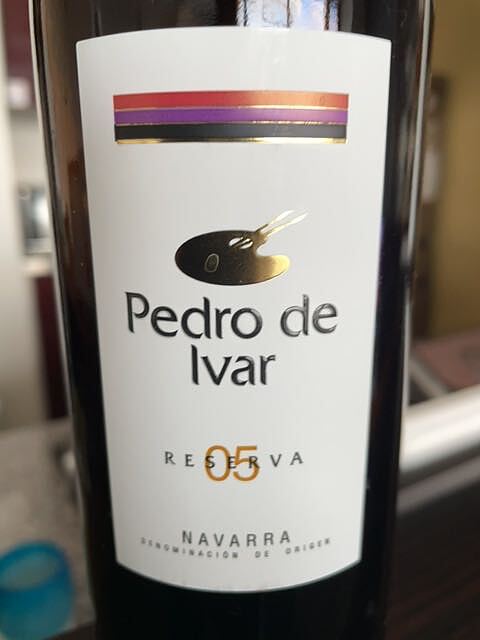 Pedro de
Ivar
RESERVA
05
NAVARRA
DENOMINACIÓN DE ORIGEN